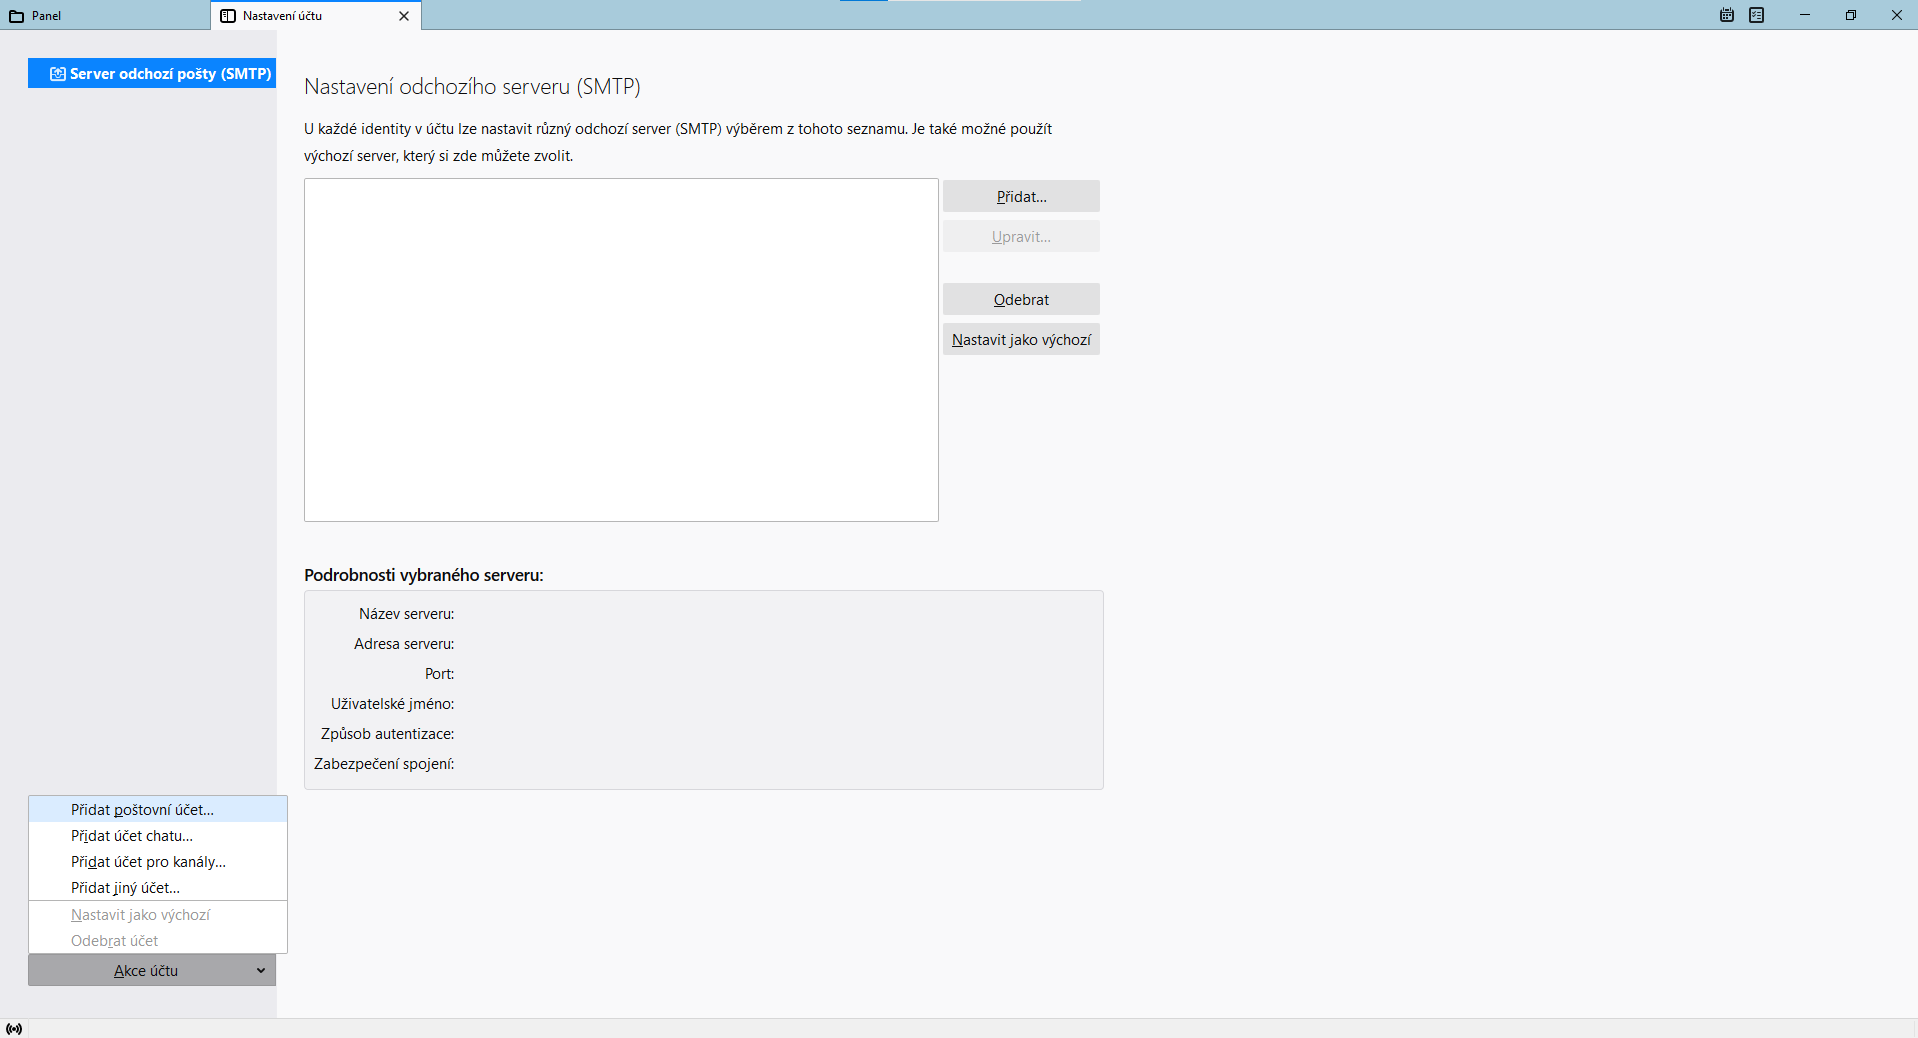 Panel
Nastavení účtu
Server odchozí pošty (SMTP)
Nastavení odchozího serveru (SMTP)
U každé identity v účtu lze nastavit různý odchozí server (SMTP) výběrem z tohoto seznamu. Je také možné použít
výchozí server, který si zde můžete zvolit.
Přidat...
Upravit...
Odebrat
Nastavit jako výchozí
Podrobnosti vybraného serveru:
Název serveru:
Adresa serveru:
Port:
Uživatelské jméno:
Způsob autentizace:
Zabezpečení spojení:
Přidat poštovní účet...
Přidat účet chatu...
Přidat účet pro kanály...
Přidat jiný účet...
Nastavit jako výchozí
Odebrat účet
Akce účtu